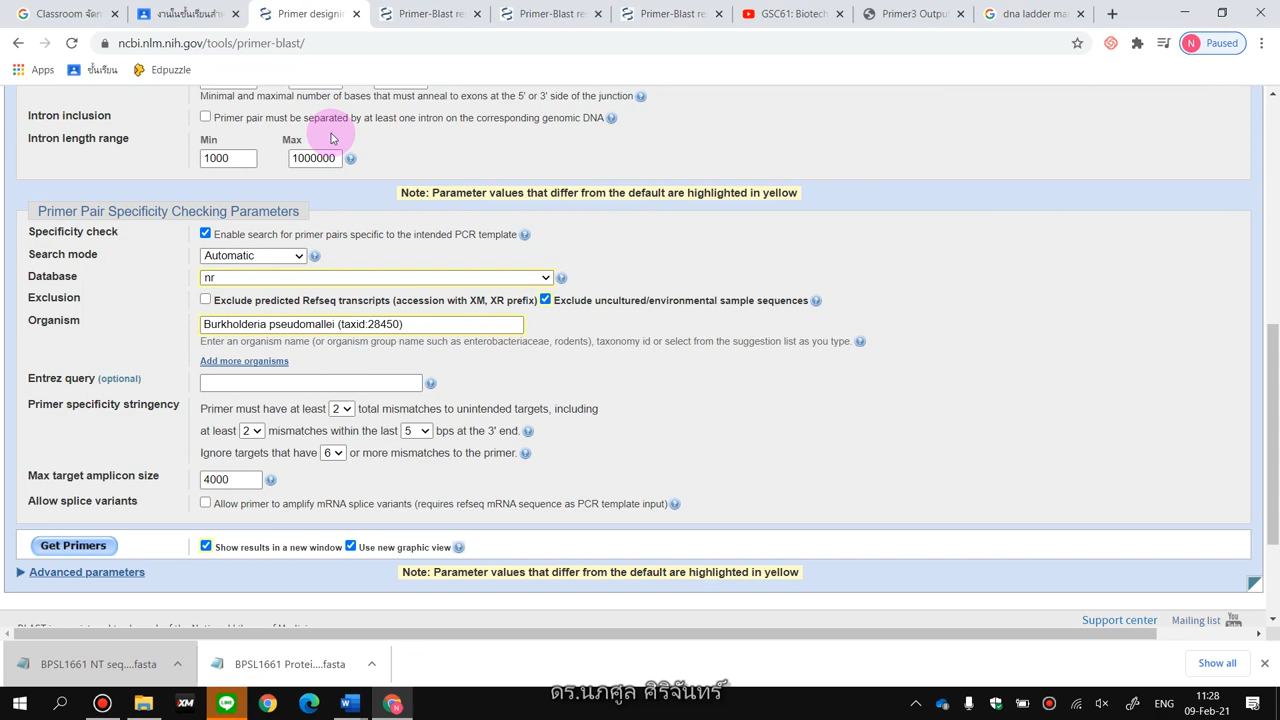 Classroom จัดก
งานในชั้นเรียนสำห
Primer designin
Primer-Blast re
Primer-Blast re
Primer-Blast re
GSC61: Biotech
Primer3 Outpu
dna ladder mar
ncbi.nlm.nih.gov/tools/primer-blast/
N Paused
Apps ชั้นเรียน Edpuzzle
Minimal and maximal number of bases that must anneal to exons at the 5' or 3' side of the junction
Intron inclusion Primer pair must be separated by at least one intron on the corresponding genomic DNA
Intron length range Min Max
1000 1000000
Note: Parameter values that differ from the default are highlighted in yellow
Primer Pair Specificity Checking Parameters
Specificity check Enable search for primer pairs specific to the intended PCR template
Search mode Automatic
Database nr
Exclusion Exclude predicted Refseq transcripts (accession with XM, XR prefix) Exclude uncultured/environmental sample sequences
Organism Burkholderia pseudomallei (taxid:28450)
Enter an organism name (or organism group name such as enterobacteriaceae, rodents), taxonomy id or select from the suggestion list as you type.
Add more organisms
Entrez query (optional)
Primer specificity stringency Primer must have at least 2 total mismatches to unintended targets, including
at least 2 mismatches within the last 5 bps at the 3' end.
Ignore targets that have 6 or more mismatches to the primer.
Max target amplicon size 4000
Allow splice variants Allow primer to amplify mRNA splice variants (requires refseq mRNA sequence as PCR template input)
Get Primers Show results in a new window Use new graphic view
Advanced parameters Note: Parameter values that differ from the default are highlighted in yellow
Support center Mailing list You Tube
BPSL1661 NT seq....fasta BPSL1661 Protei....fasta Show all
ดร.นภศูล ศิริจันทร์
ENG 11:28
09-Feb-21